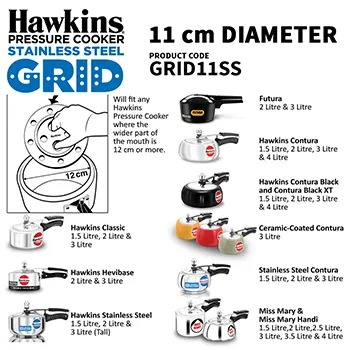 Hawkins
PRESSURE COOKER
STAINLESS STEEL
GRID
11 cm DIAMETER
PRODUCT CODE
GRID11SS
Will fit any
Hawkins
Pressure Cooker
where the
wider part of
the mouth is
12 cm or more.
12 cm
Hawkins Classic
1.5 Litre, 2 Litre &
3 Litre
Hawkins Hevibase
2 Litre & 3 Litre
Hawkins Stainless Steel
1.5 Litre, 2 Litre &
3 Litre (Tall)
Futura
2 Litre & 3 Litre
Hawkins Contura
1.5 Litre, 2 Litre, 3 Litre
& 4 Litre
Hawkins Contura Black
and Contura Black XT
1.5 Litre, 2 Litre, 3 Litre
& 4 Litre
Ceramic-Coated Contura
3 Litre
Stainless Steel Contura
1.5 Litre, 2 Litre & 3 Litre
Miss Mary &
Miss Mary Handi
1.5 Litre,2 Litre,2.5 Litre,
3 Litre, 3.5 Litre & 4 Litre